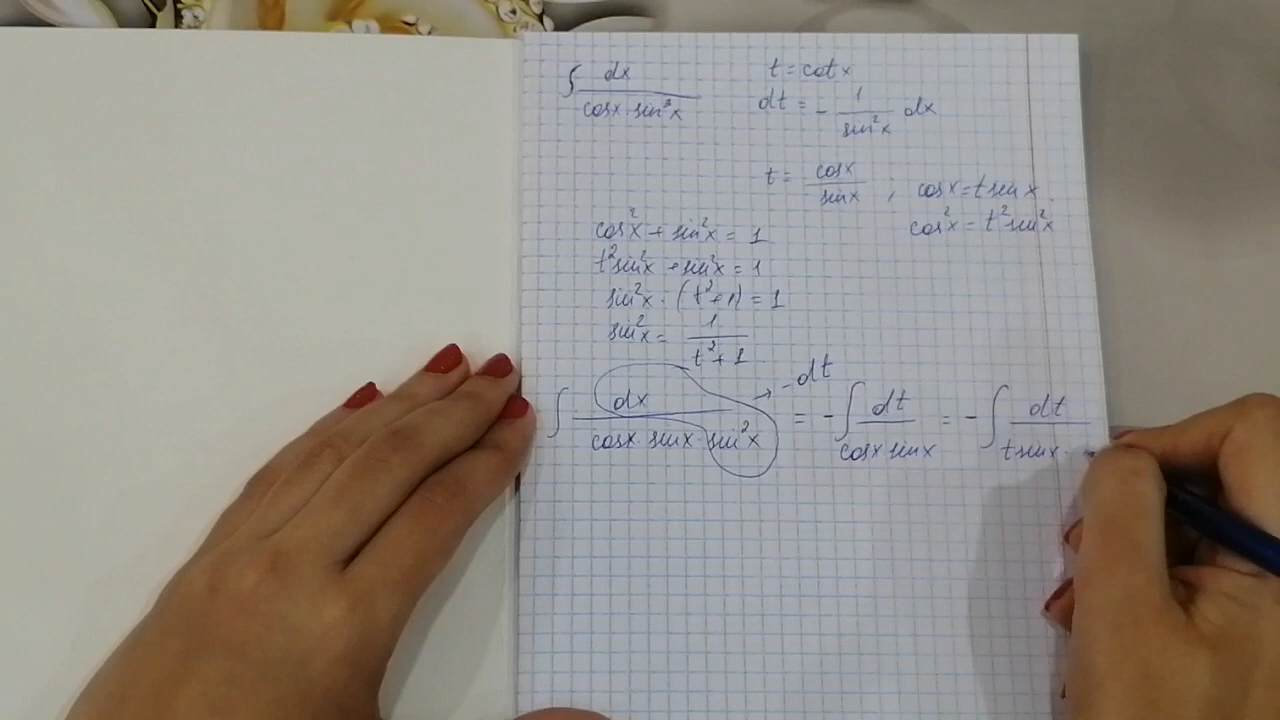 ∫ dx / (cosx·sin³x)
t = cot x
dt = - 1/(sin²x) dx
t = cosx/sinx ; cosx = t sin x
cos²x = t² sin²x
cos²x + sin²x = 1
t² sin²x + sin²x = 1
sin²x · (t² + 1) = 1
sin²x = 1/(t² + 1)
∫ dx / (cosx · sinx · sin²x) → -dt = - ∫ dt / (cosx sinx) = - ∫ dt / (t sinx ·